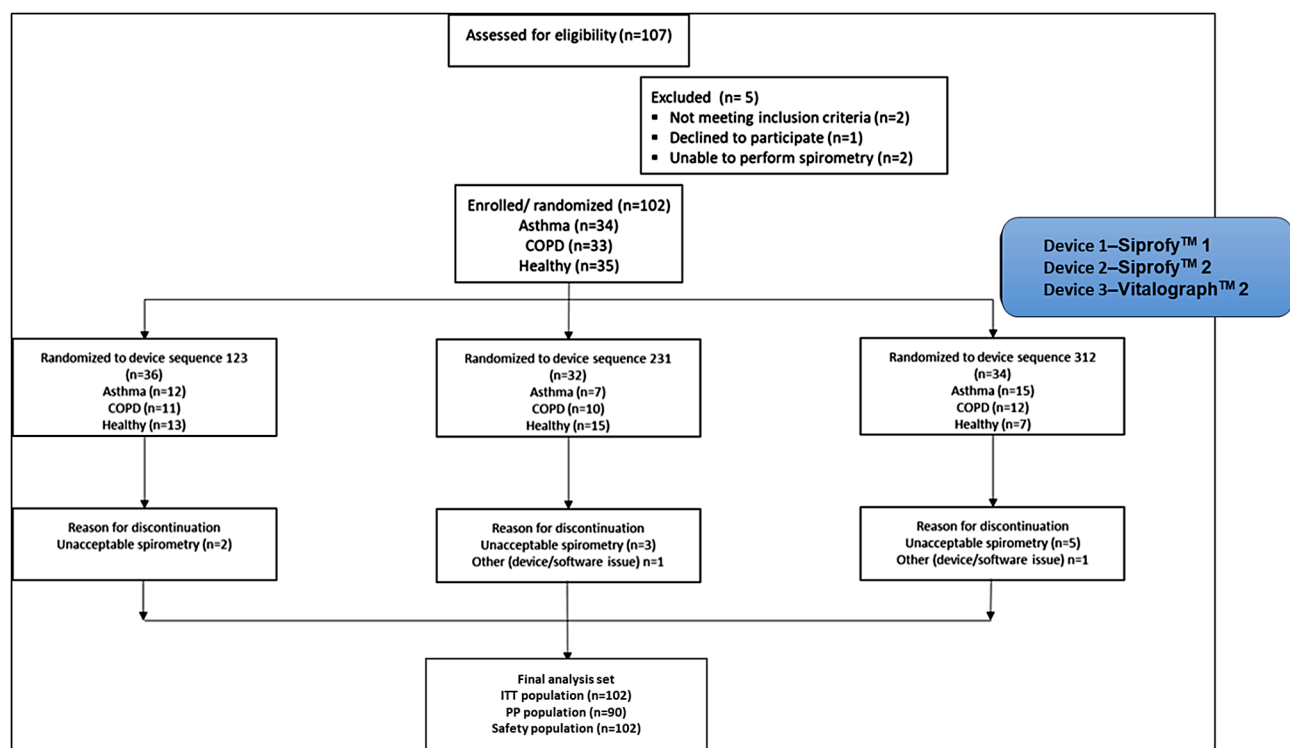 Assessed for eligibility (n=107)
Excluded (n= 5)
▪ Not meeting inclusion criteria (n=2)
▪ Declined to participate (n=1)
▪ Unable to perform spirometry (n=2)
Enrolled/ randomized (n=102)
Asthma (n=34)
COPD (n=33)
Healthy (n=35)
Device 1–Siprofy™ 1
Device 2–Siprofy™ 2
Device 3–Vitalograph™ 2
Randomized to device sequence 123
(n=36)
Asthma (n=12)
COPD (n=11)
Healthy (n=13)
Randomized to device sequence 231
(n=32)
Asthma (n=7)
COPD (n=10)
Healthy (n=15)
Randomized to device sequence 312
(n=34)
Asthma (n=15)
COPD (n=12)
Healthy (n=7)
Reason for discontinuation
Unacceptable spirometry (n=2)
Reason for discontinuation
Unacceptable spirometry (n=3)
Other (device/software issue) n=1
Reason for discontinuation
Unacceptable spirometry (n=5)
Other (device/software issue) n=1
Final analysis set
ITT population (n=102)
PP population (n=90)
Safety population (n=102)